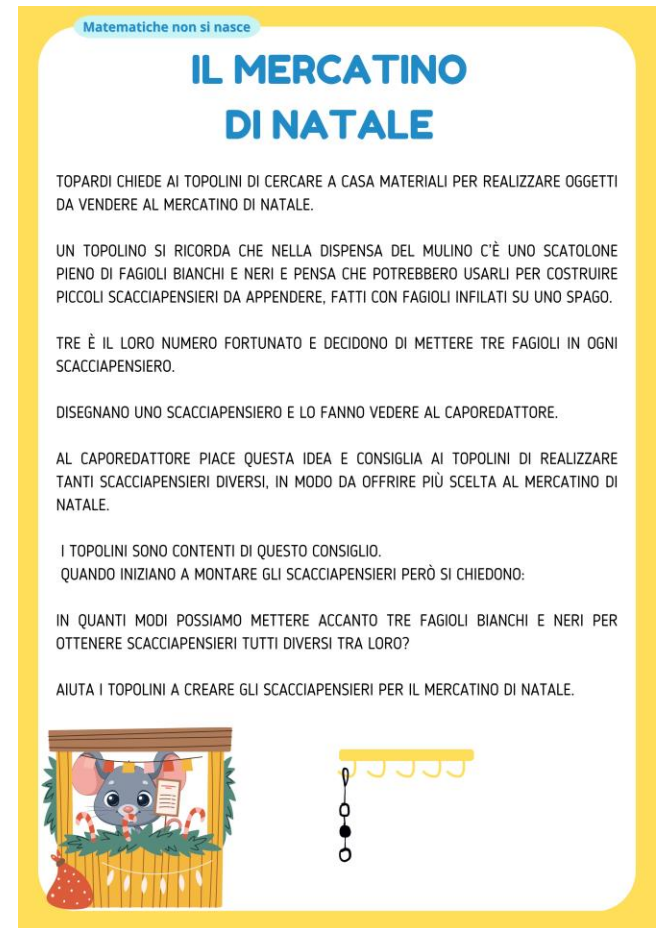 Matematiche non si nasce
IL MERCATINO
DI NATALE
TOPARDI CHIEDE AI TOPOLINI DI CERCARE A CASA MATERIALI PER REALIZZARE OGGETTI
DA VENDERE AL MERCATINO DI NATALE.
UN TOPOLINO SI RICORDA CHE NELLA DISPENSA DEL MULINO C'È UNO SCATOLONE
PIENO DI FAGIOLI BIANCHI E NERI E PENSA CHE POTREBBERO USARLI PER COSTRUIRE
PICCOLI SCACCIAPENSIERI DA APPENDERE, FATTI CON FAGIOLI INFILATI SU UNO SPAGO.
TRE È IL LORO NUMERO FORTUNATO E DECIDONO DI METTERE TRE FAGIOLI IN OGNI
SCACCIAPENSIERO.
DISEGNANO UNO SCACCIAPENSIERO E LO FANNO VEDERE AL CAPOREDATTORE.
AL CAPOREDATTORE PIACE QUESTA IDEA E CONSIGLIA AI TOPOLINI DI REALIZZARE
TANTI SCACCIAPENSIERI DIVERSI, IN MODO DA OFFRIRE PIÙ SCELTA AL MERCATINO DI
NATALE.
I TOPOLINI SONO CONTENTI DI QUESTO CONSIGLIO.
QUANDO INIZIANO A MONTARE GLI SCACCIAPENSIERI PERÒ SI CHIEDONO:
IN QUANTI MODI POSSIAMO METTERE ACCANTO TRE FAGIOLI BIANCHI E NERI PER
OTTENERE SCACCIAPENSIERI TUTTI DIVERSI TRA LORO?
AIUTA I TOPOLINI A CREARE GLI SCACCIAPENSIERI PER IL MERCATINO DI NATALE.